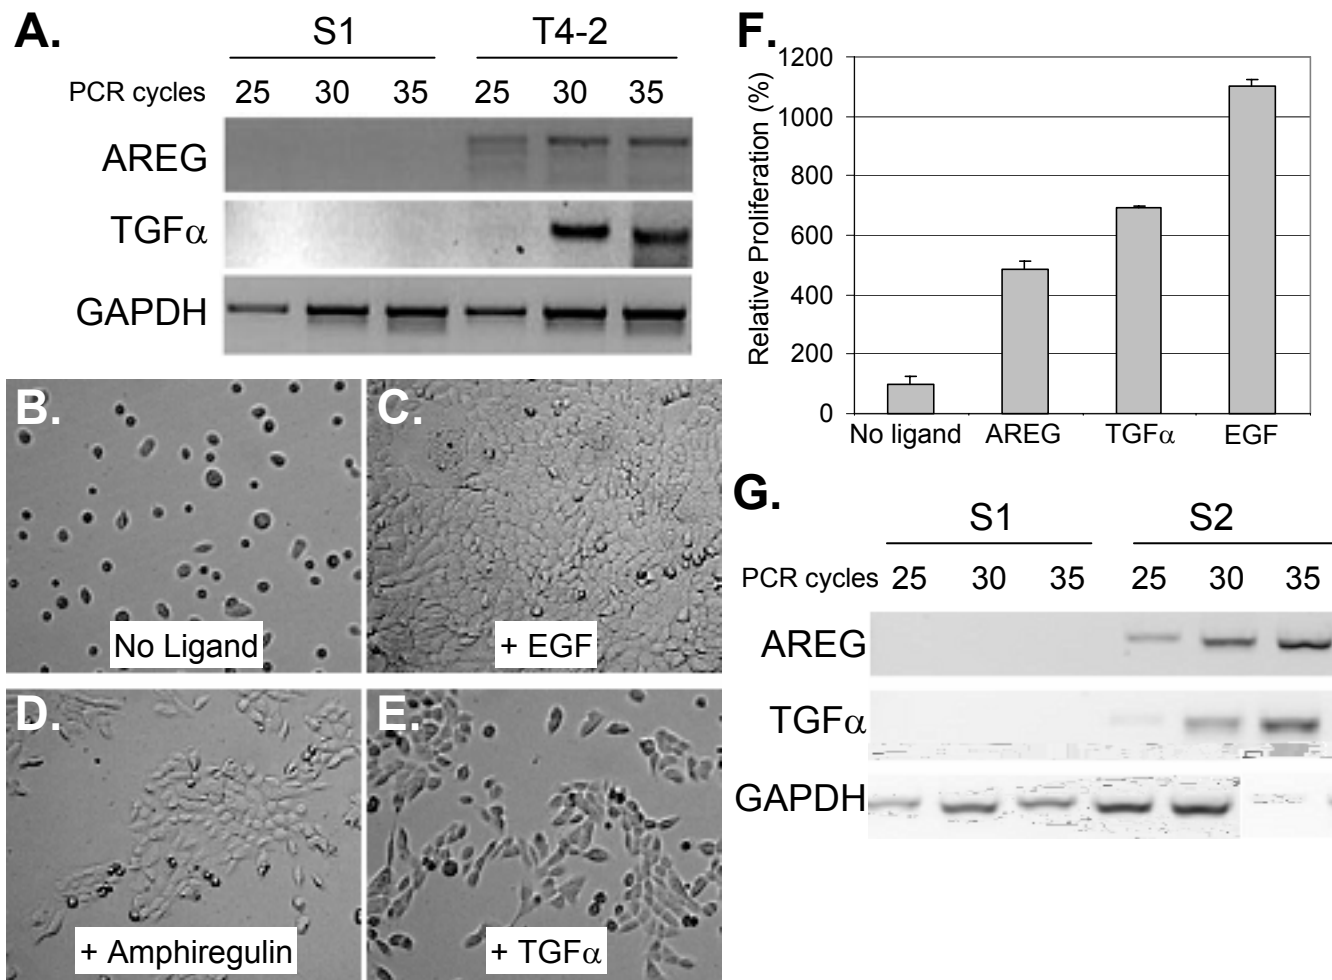 A.
S1 T4-2
PCR cycles 25 30 35 25 30 35
AREG
TGFα
GAPDH
B.
No Ligand
C.
+ EGF
D.
+ Amphiregulin
E.
+ TGFα
F.
Relative Proliferation (%)
1200
1000
800
600
400
200
0
No ligand AREG TGFα EGF
G.
S1 S2
PCR cycles 25 30 35 25 30 35
AREG
TGFα
GAPDH